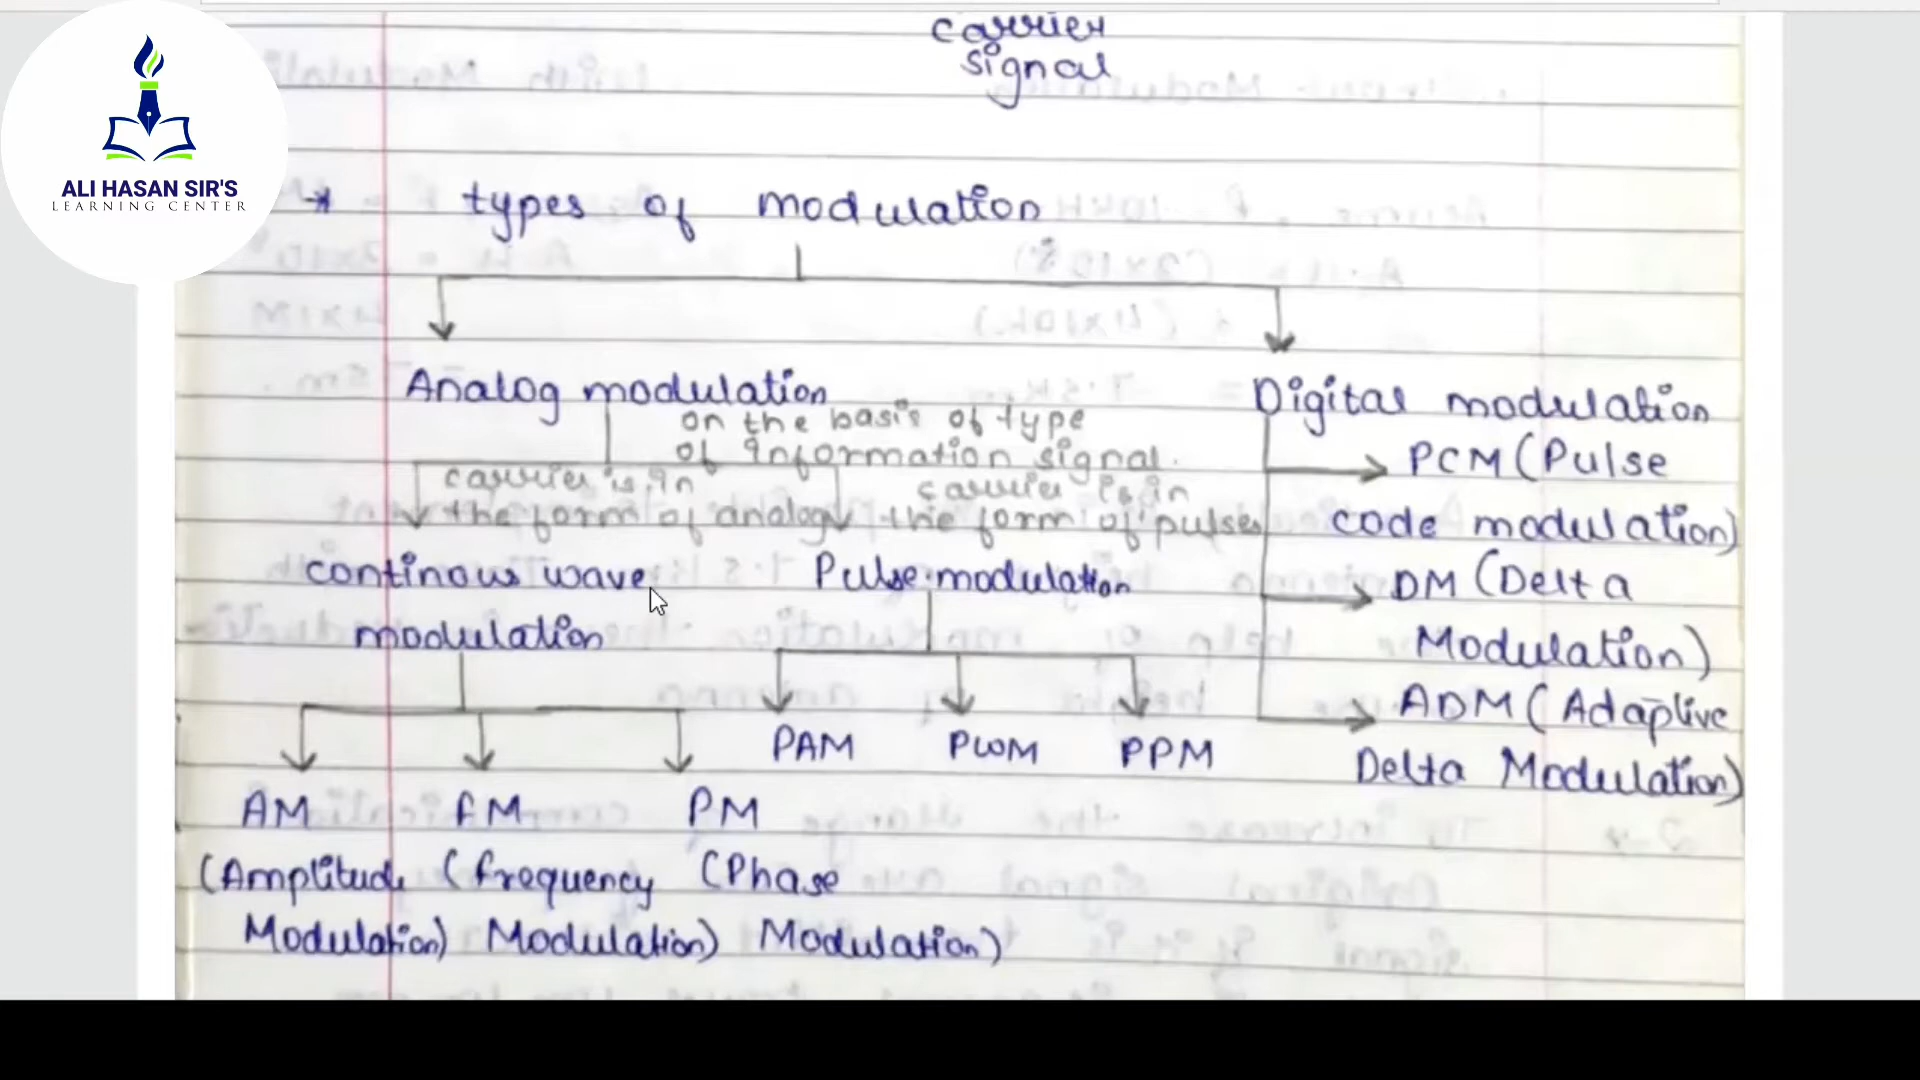 carrier
signal
ALI HASAN SIR'S
LEARNING CENTER
* types of modulation
Analog modulation
Digital modulation
on the basis of type
of information signal.
carrier is in
the form of analog
carrier is in
the form of pulses
PCM (Pulse
code modulation)
continous wave
modulation
Pulse modulation
DM (Delta
Modulation)
ADM (Adaptive
Delta Modulation)
PAM PWM PPM
AM FM PM
(Amplitude (frequency (Phase
Modulation) Modulation) Modulation)